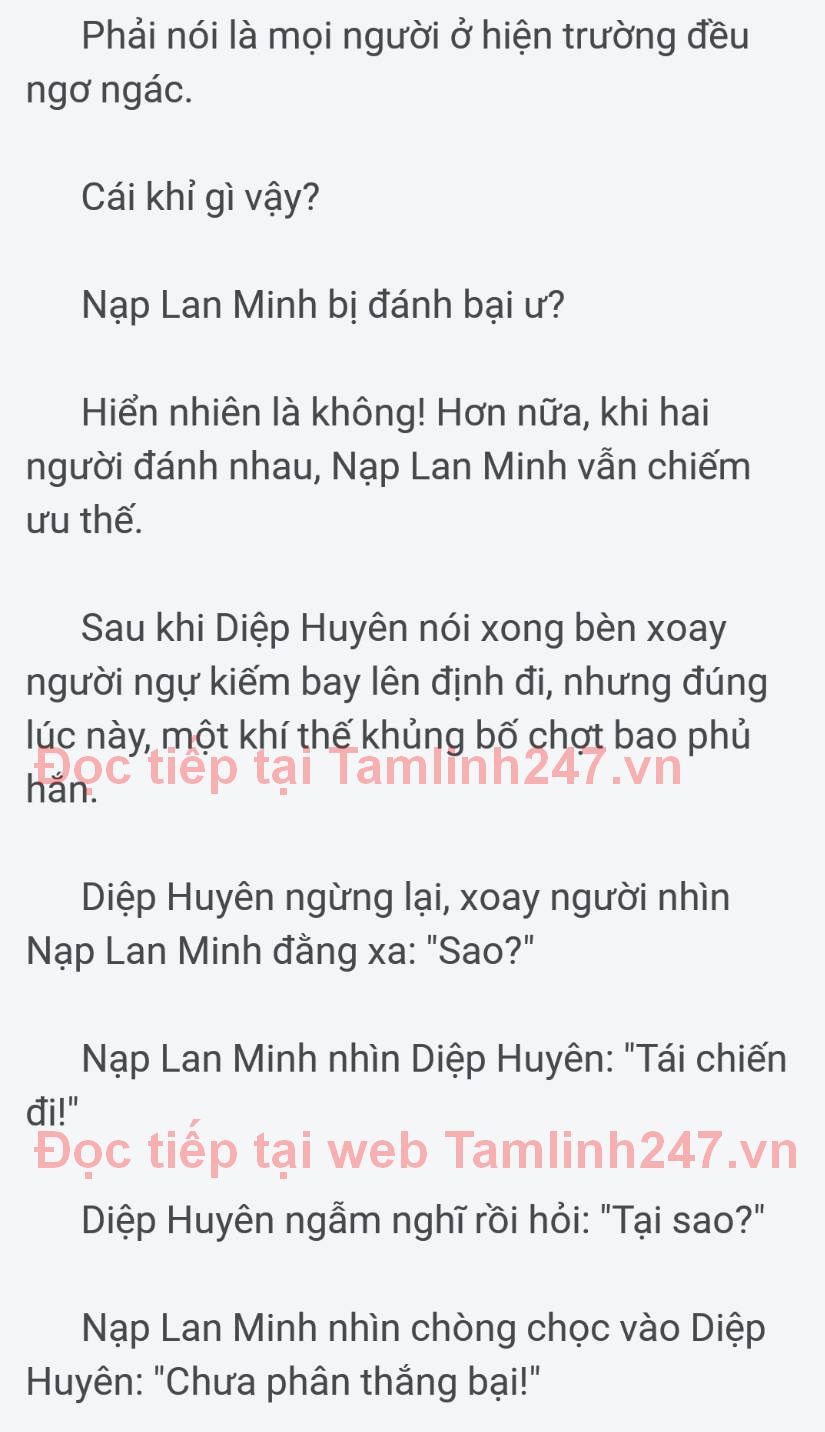 Phải nói là mọi người ở hiện trường đều
ngơ ngác.
Cái khỉ gì vậy?
Nạp Lan Minh bị đánh bại ư?
Hiển nhiên là không! Hơn nữa, khi hai
người đánh nhau, Nạp Lan Minh vẫn chiếm
ưu thế.
Sau khi Diệp Huyên nói xong bèn xoay
người ngự kiếm bay lên định đi, nhưng đúng
lúc này, một khí thế khủng bố chợt bao phủ
Đọc tiếp tại Tamlinh247.vn
hắn.
Diệp Huyên ngừng lại, xoay người nhìn
Nạp Lan Minh đằng xa: "Sao?"
Nạp Lan Minh nhìn Diệp Huyên: "Tái chiến
đi!"
Đọc tiếp tại web Tamlinh247.vn
Diệp Huyên ngẫm nghĩ rồi hỏi: "Tại sao?"
Nạp Lan Minh nhìn chòng chọc vào Diệp
Huyên: "Chưa phân thắng bại!"